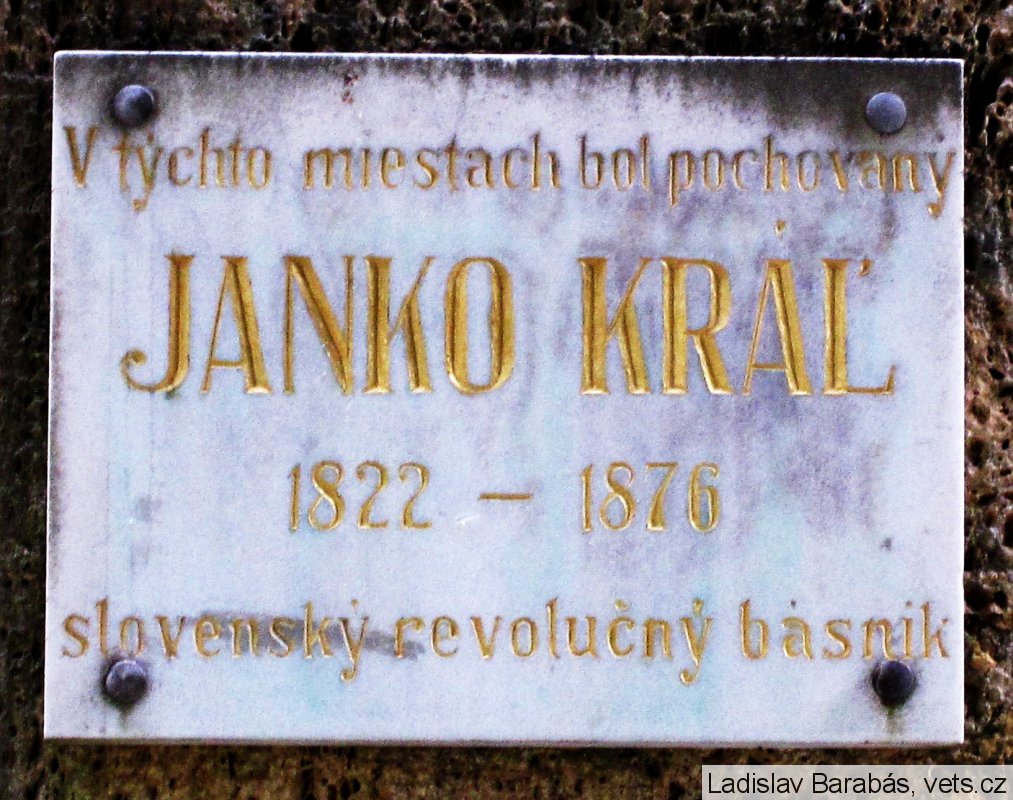 V týchto miestach bol pochovaný
JANKO KRÁĽ
1822 – 1876
slovenský revolučný básnik
Ladislav Barabás, vets.cz